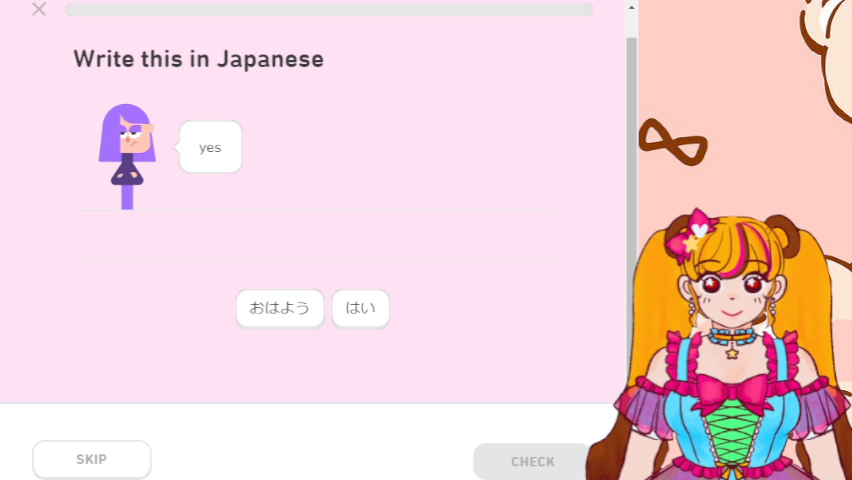 Write this in Japanese
yes
おはよう はい
SKIP CHECK